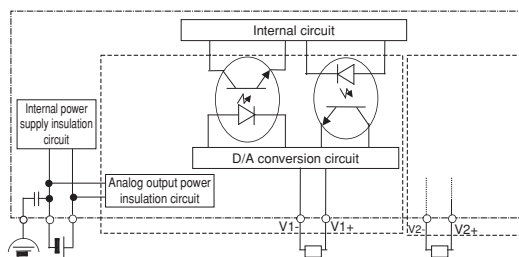 Internal circuit
Internal power
supply insulation
circuit
D/A conversion circuit
Analog output power
insulation circuit
V1- V1+ V2- V2+